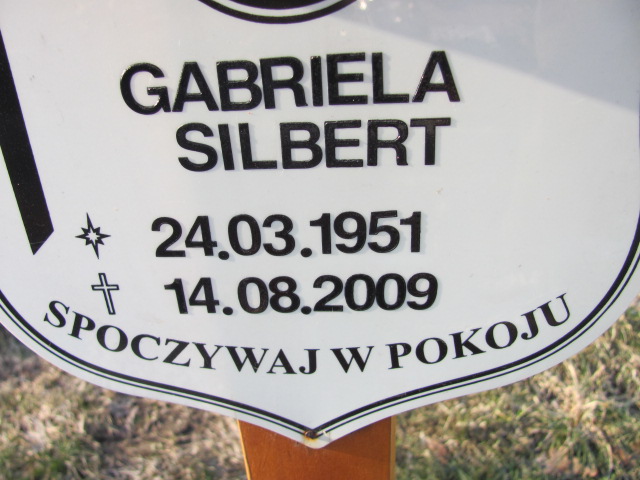 GABRIELA
SILBERT
24.03.1951
14.08.2009
SPOCZYWAJ W POKOJU